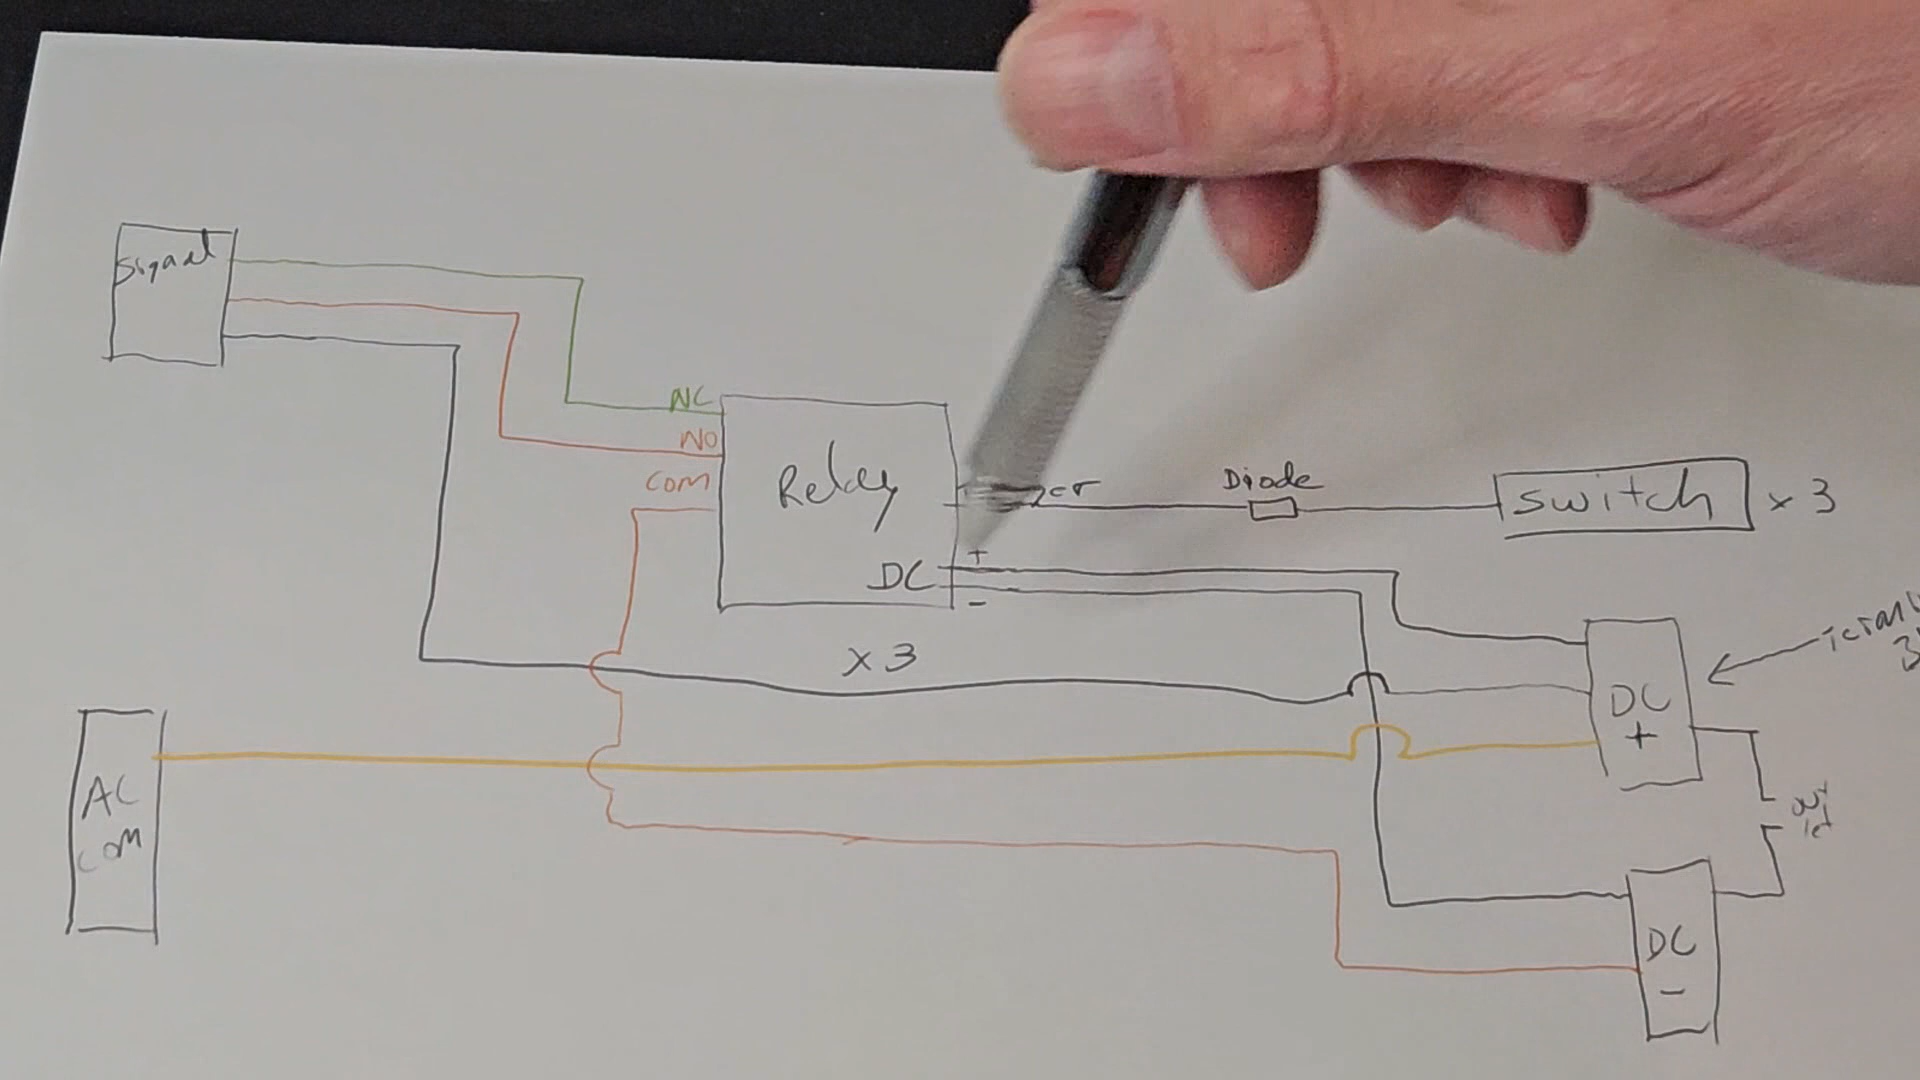 Signal
NC
NO
COM
Relay
DC
+
-
Diode
Switch
x 3
x 3
AC
COM
DC
+
DC
-